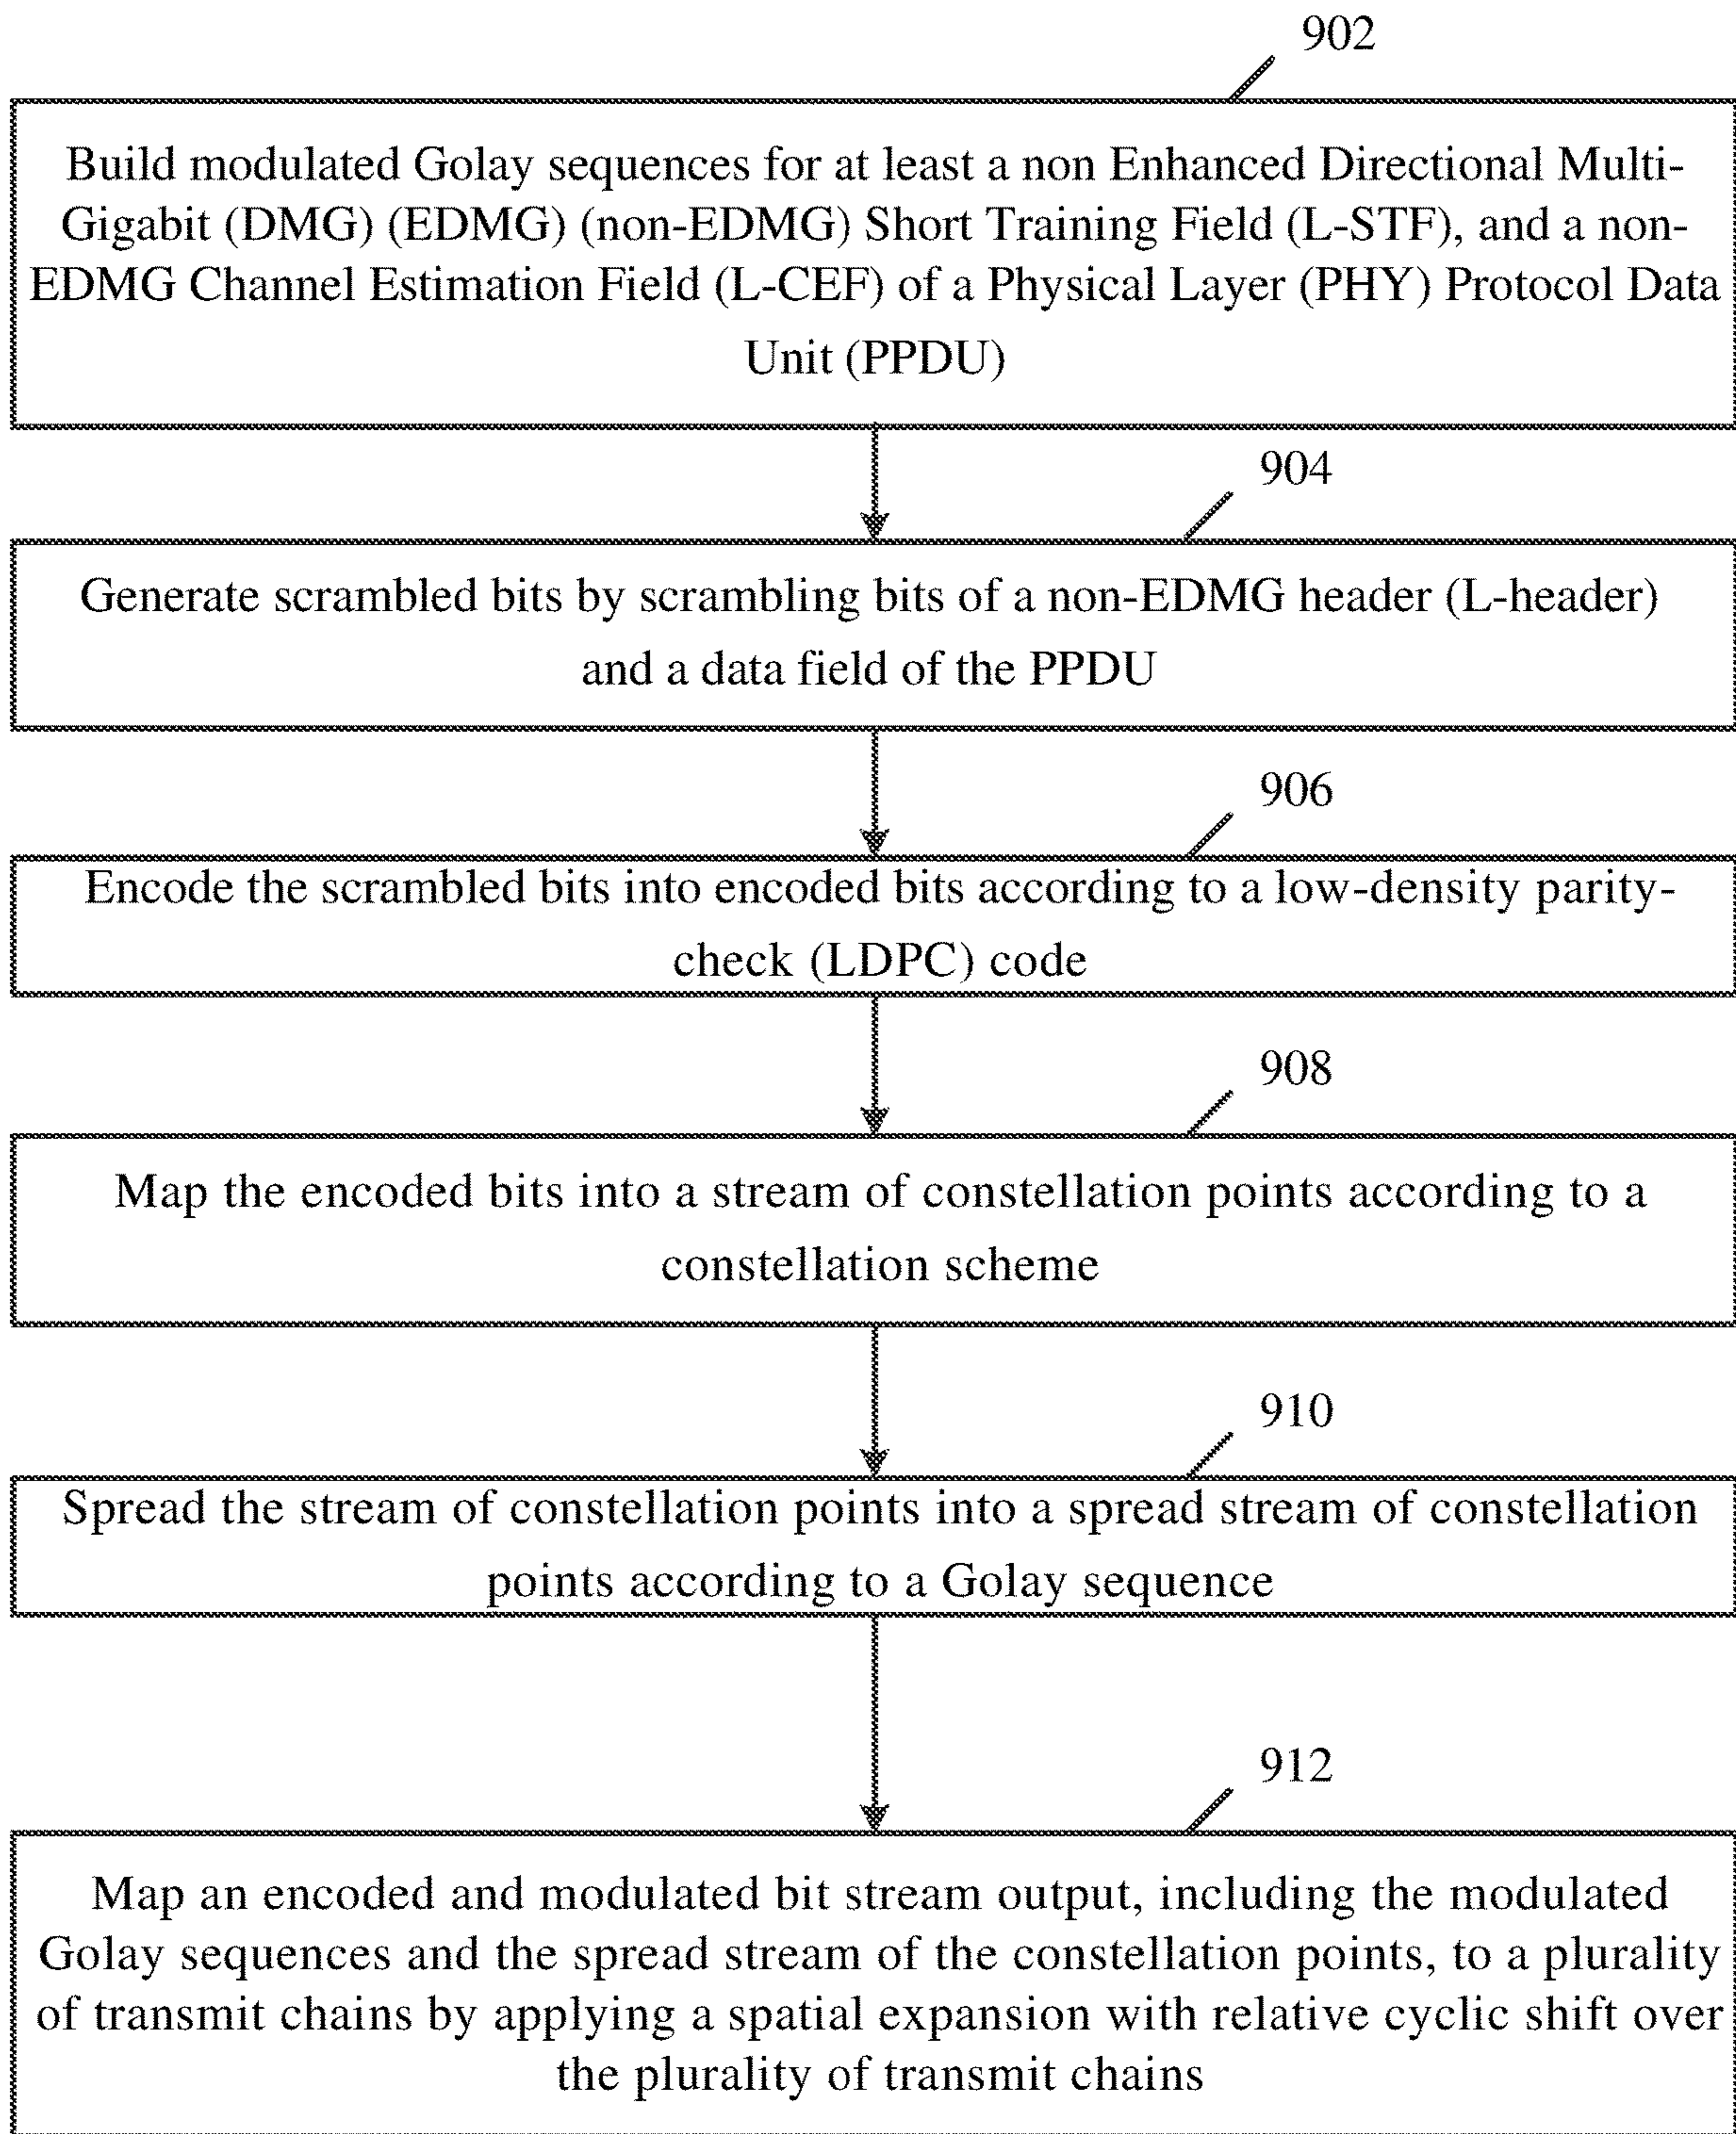 902
Build modulated Golay sequences for at least a non Enhanced Directional Multi-
Gigabit (DMG) (EDMG) (non-EDMG) Short Training Field (L-STF), and a non-
EDMG Channel Estimation Field (L-CEF) of a Physical Layer (PHY) Protocol Data
Unit (PPDU)
904
Generate scrambled bits by scrambling bits of a non-EDMG header (L-header)
and a data field of the PPDU
906
Encode the scrambled bits into encoded bits according to a low-density parity-
check (LDPC) code
908
Map the encoded bits into a stream of constellation points according to a
constellation scheme
910
Spread the stream of constellation points into a spread stream of constellation
points according to a Golay sequence
912
Map an encoded and modulated bit stream output, including the modulated
Golay sequences and the spread stream of the constellation points, to a plurality
of transmit chains by applying a spatial expansion with relative cyclic shift over
the plurality of transmit chains